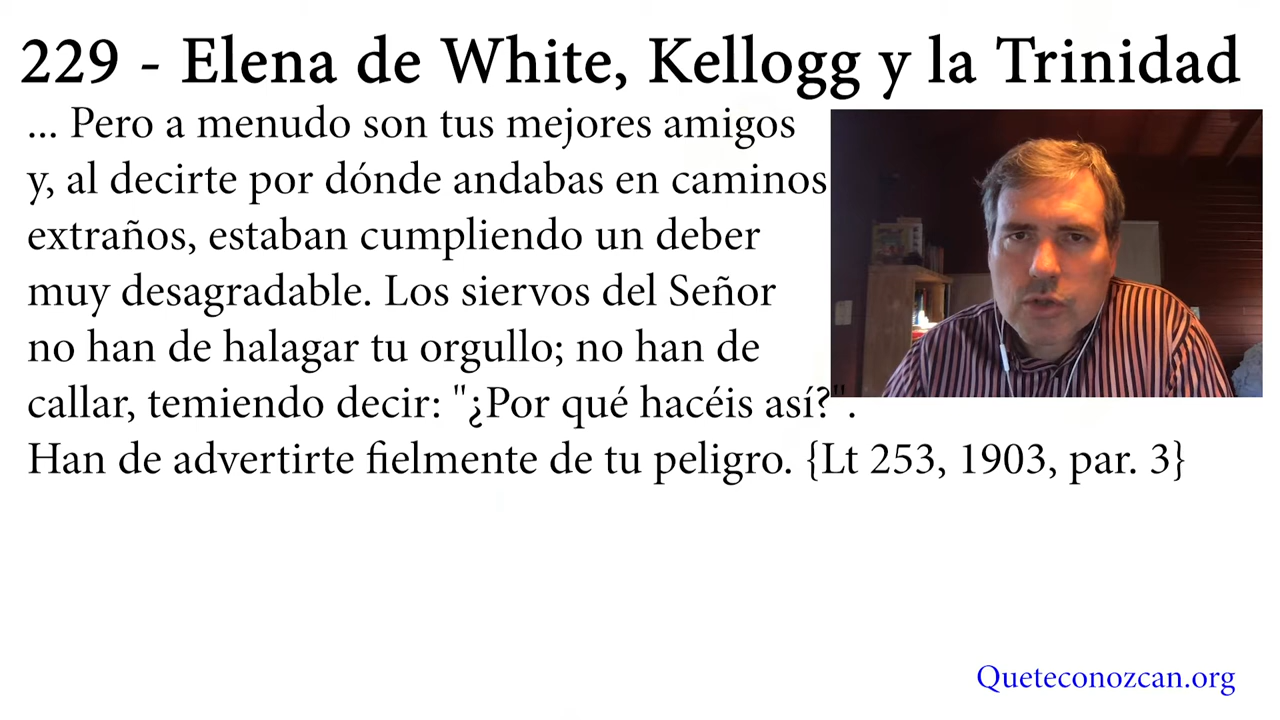 229 - Elena de White, Kellogg y la Trinidad
... Pero a menudo son tus mejores amigos
y, al decirte por dónde andabas en caminos
extraños, estaban cumpliendo un deber
muy desagradable. Los siervos del Señor
no han de halagar tu orgullo; no han de
callar, temiendo decir: "¿Por qué hacéis así?".
Han de advertirte fielmente de tu peligro. {Lt 253, 1903, par. 3}
Queteconozcan.org